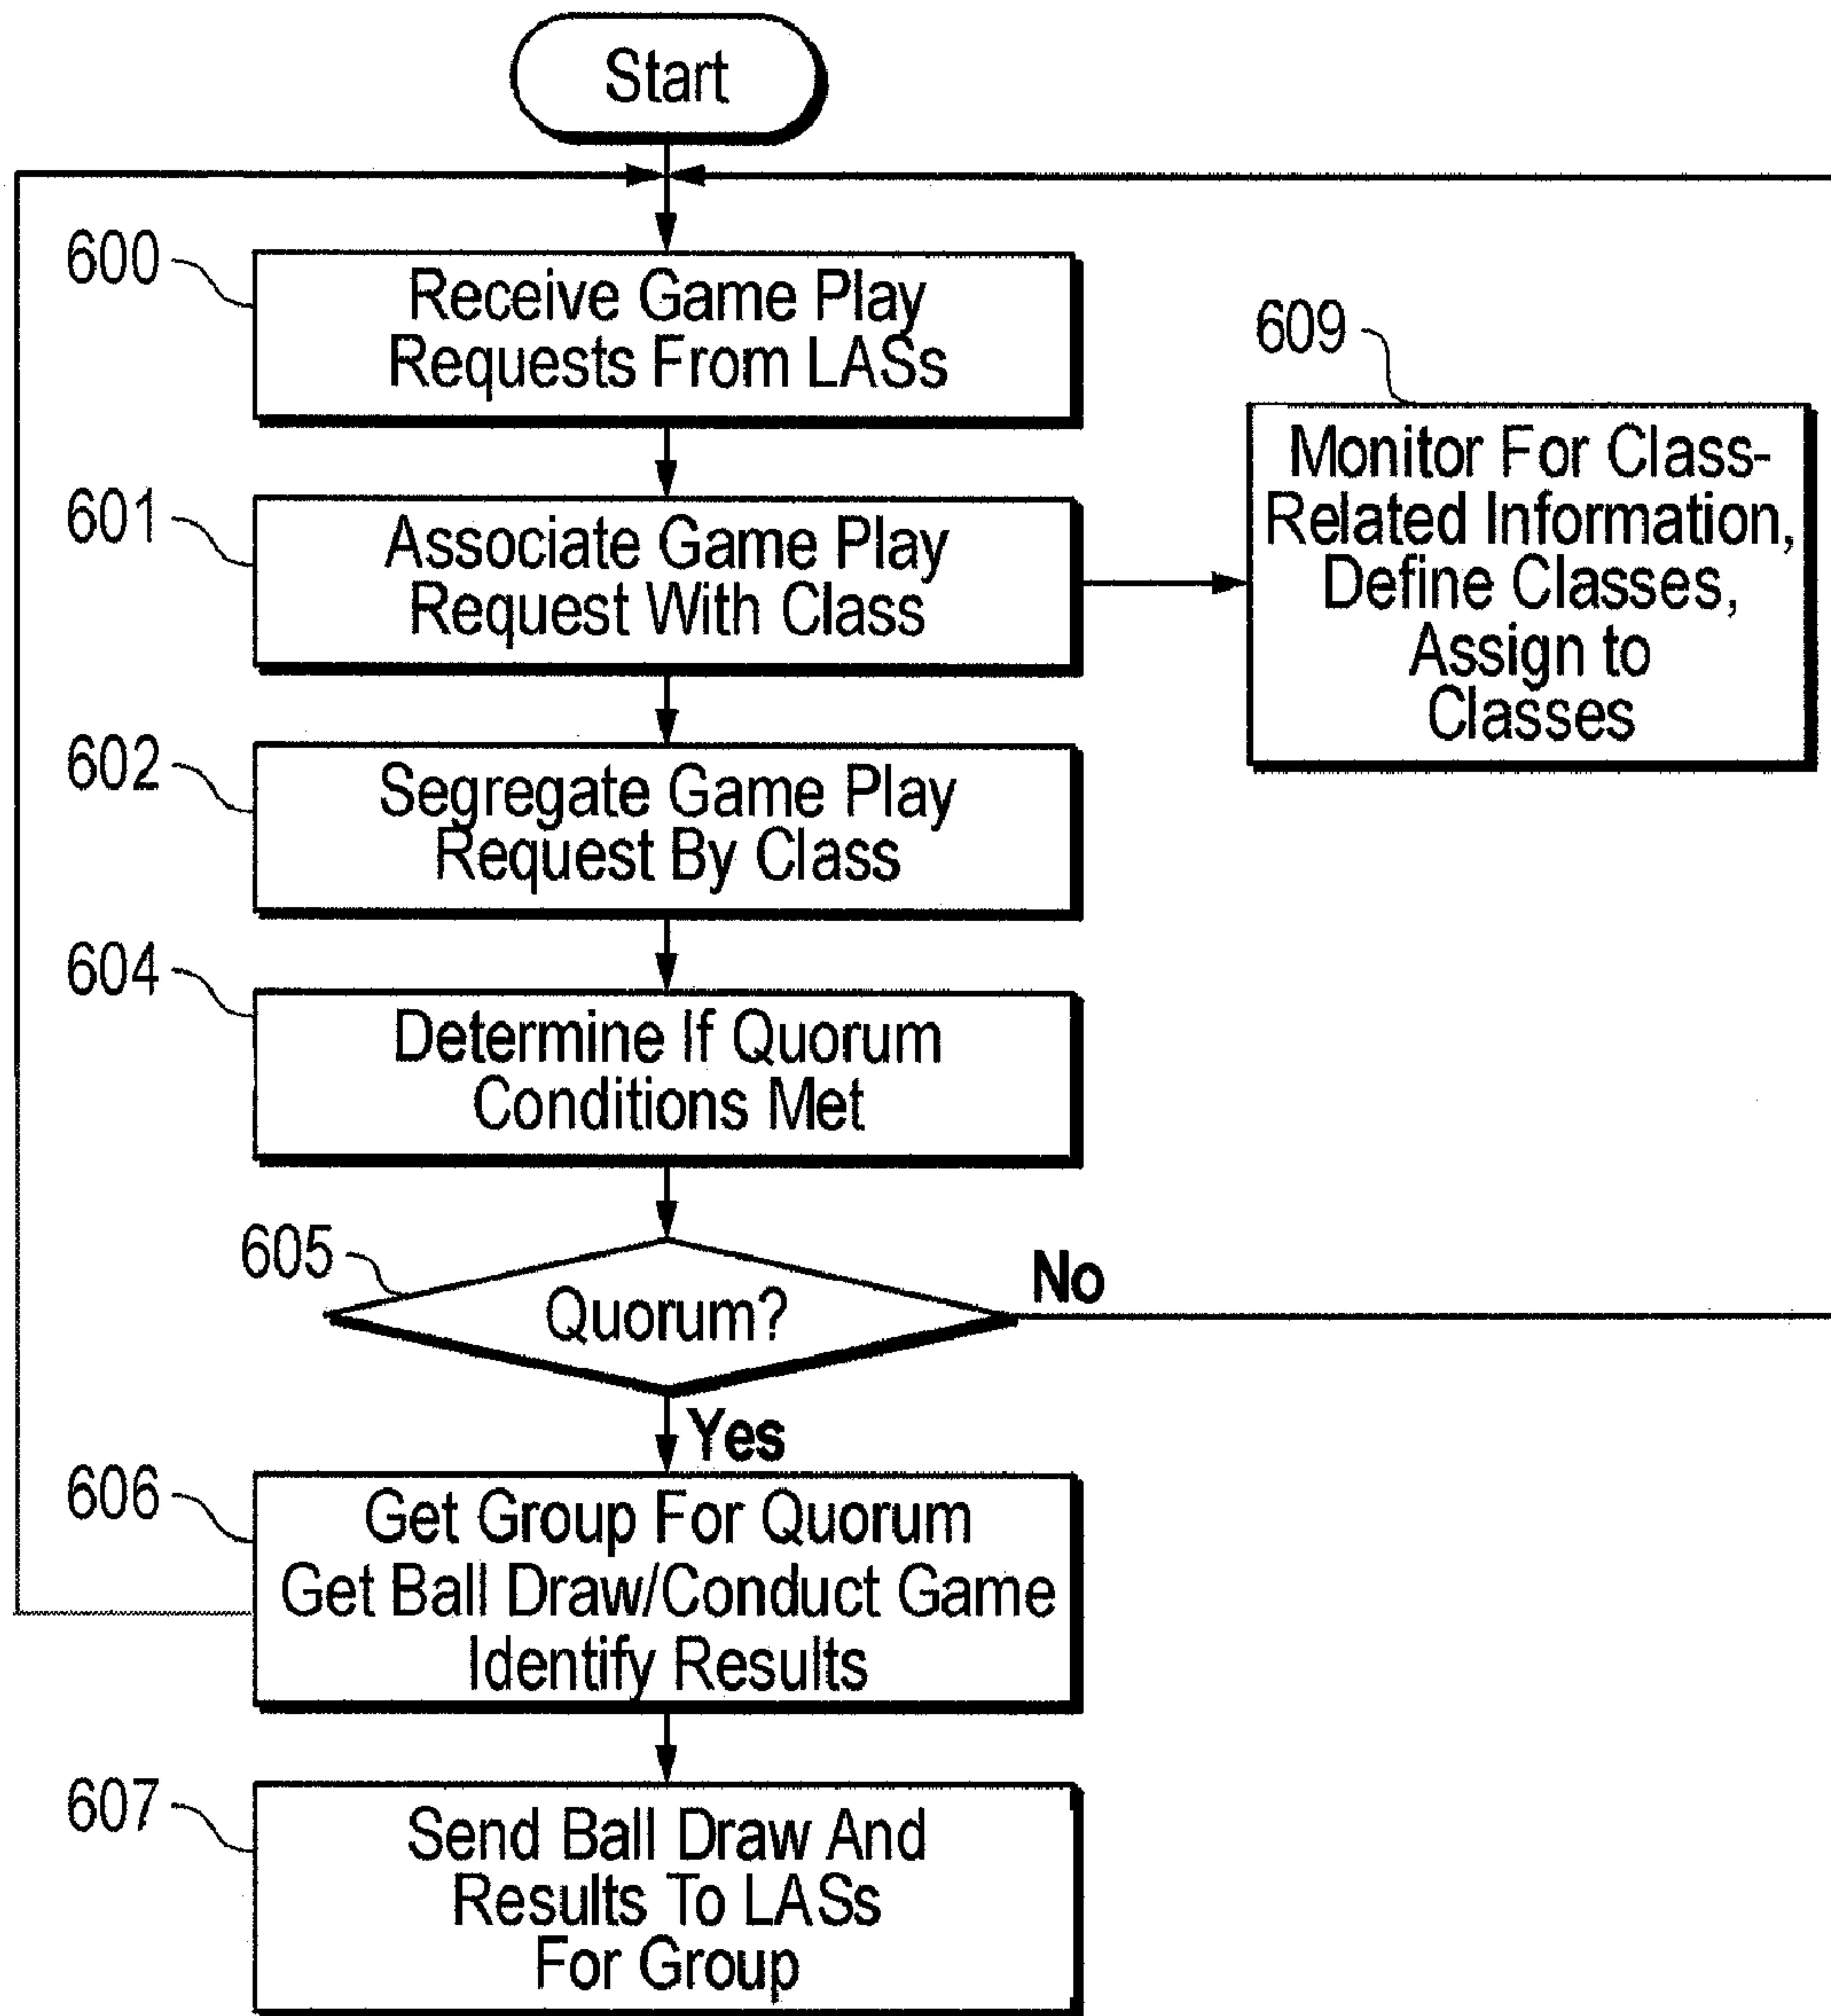 Start
600
Receive Game Play
Requests From LASs
609
Monitor For Class-
Related Information,
Define Classes,
Assign to
Classes
601
Associate Game Play
Request With Class
602
Segregate Game Play
Request By Class
604
Determine If Quorum
Conditions Met
605
Quorum?
No
Yes
606
Get Group For Quorum
Get Ball Draw/Conduct Game
Identify Results
607
Send Ball Draw And
Results To LASs
For Group